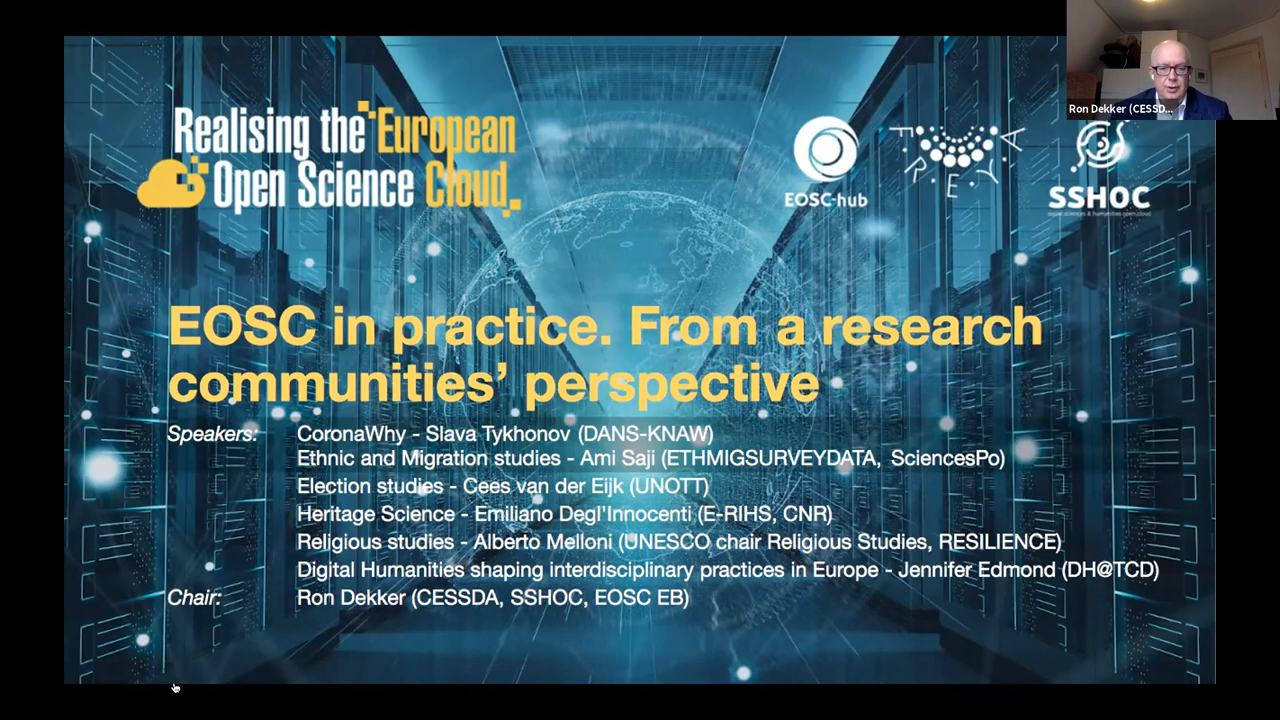 Ron Dekker (CESSD...
Realising the European
Open Science Cloud
EOSC-hub
FREYA
SSHOC
social sciences & humanities open cloud
EOSC in practice. From a research
communities’ perspective
Speakers: CoronaWhy - Slava Tykhonov (DANS-KNAW)
Ethnic and Migration studies - Ami Saji (ETHMIGSURVEYDATA, SciencesPo)
Election studies - Cees van der Eijk (UNOTT)
Heritage Science - Emiliano Degl'Innocenti (E-RIHS, CNR)
Religious studies - Alberto Melloni (UNESCO chair Religious Studies, RESILIENCE)
Digital Humanities shaping interdisciplinary practices in Europe - Jennifer Edmond (DH@TCD)
Chair: Ron Dekker (CESSDA, SSHOC, EOSC EB)